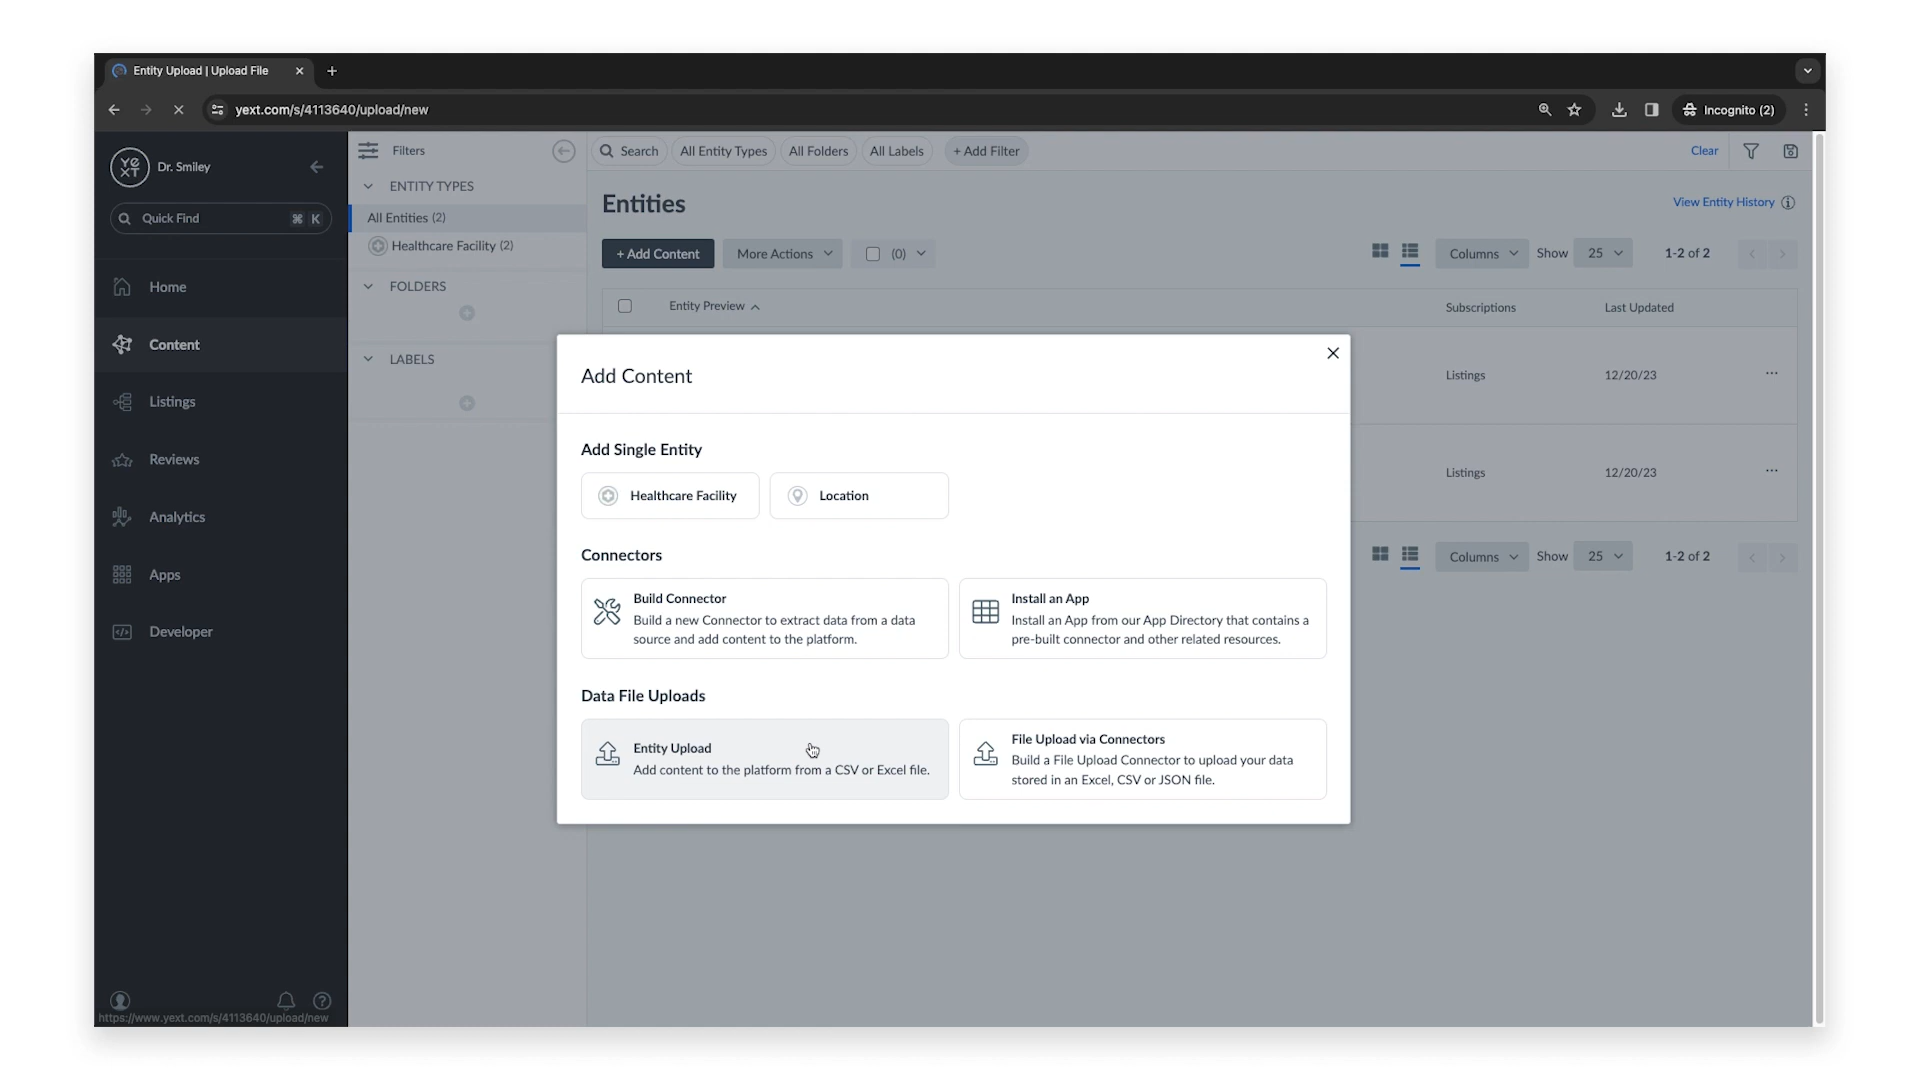 Entity Upload | Upload File
yext.com/s/4113640/upload/new
Incognito (2)
YEXT
Dr. Smiley
Quick Find
⌘ K
Home
Content
Listings
Reviews
Analytics
Apps
Developer
https://www.yext.com/s/4113640/upload/new
Filters
ENTITY TYPES
All Entities (2)
Healthcare Facility (2)
FOLDERS
LABELS
Search
All Entity Types
All Folders
All Labels
+ Add Filter
Clear
Entities
View Entity History
+ Add Content
More Actions
(0)
Columns
Show
25
1-2 of 2
Entity Preview
Subscriptions
Last Updated
Listings
12/20/23
Listings
12/20/23
Columns
Show
25
1-2 of 2
Add Content
Add Single Entity
Healthcare Facility
Location
Connectors
Build Connector
Build a new Connector to extract data from a data
source and add content to the platform.
Install an App
Install an App from our App Directory that contains a
pre-built connector and other related resources.
Data File Uploads
Entity Upload
Add content to the platform from a CSV or Excel file.
File Upload via Connectors
Build a File Upload Connector to upload your data
stored in an Excel, CSV or JSON file.